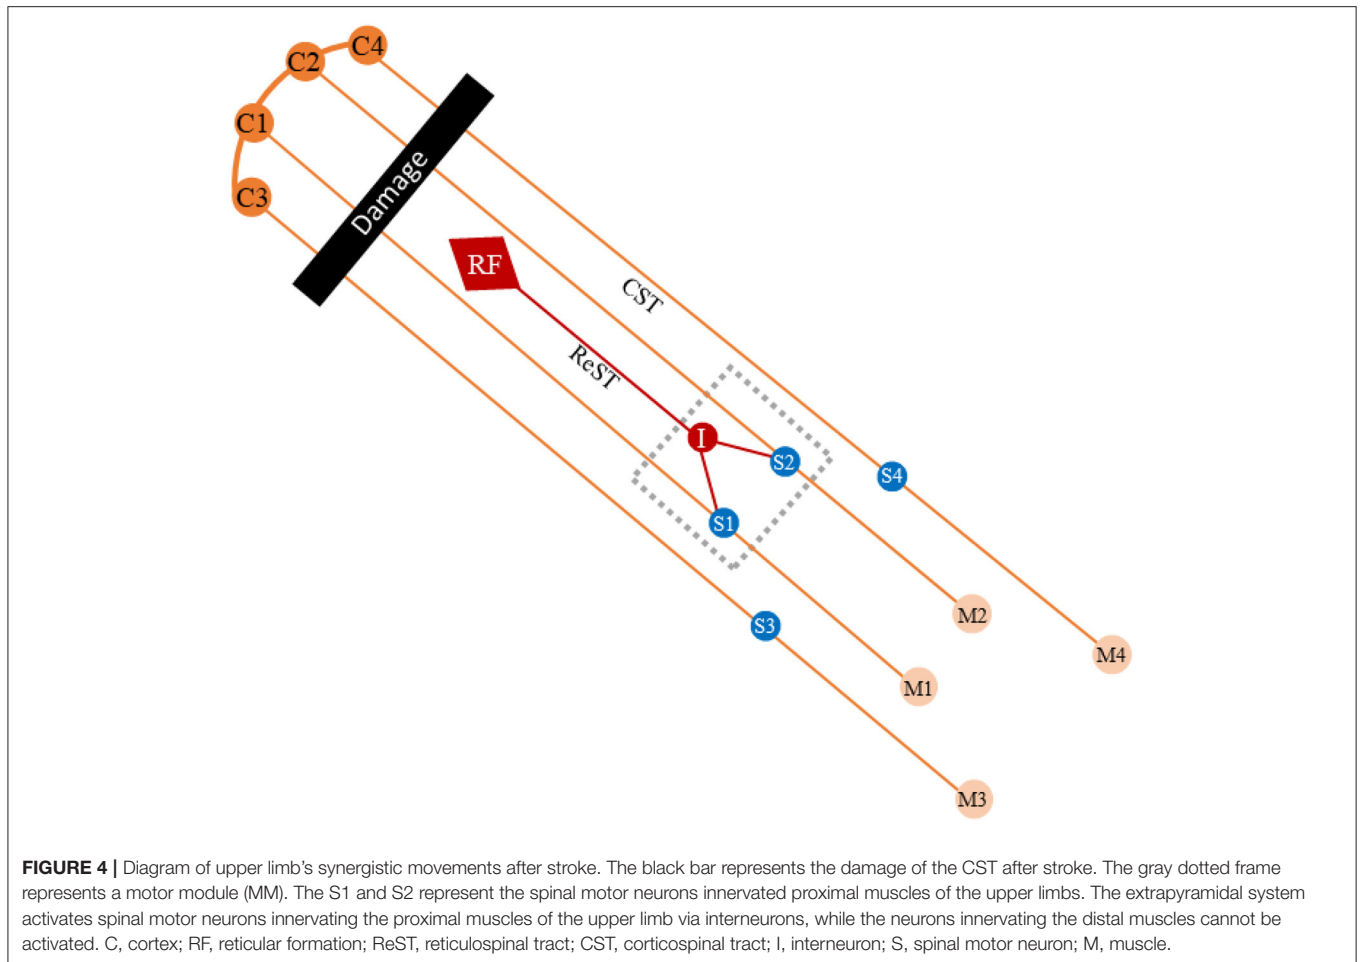 C4
C2
C1
C3
Damage
RF
CST
ReST
I
S2
S4
S1
S3
M2
M4
M1
M3
FIGURE 4 | Diagram of upper limb's synergistic movements after stroke. The black bar represents the damage of the CST after stroke. The gray dotted frame
represents a motor module (MM). The S1 and S2 represent the spinal motor neurons innervated proximal muscles of the upper limbs. The extrapyramidal system
activates spinal motor neurons innervating the proximal muscles of the upper limb via interneurons, while the neurons innervating the distal muscles cannot be
activated. C, cortex; RF, reticular formation; ReST, reticulospinal tract; CST, corticospinal tract; I, interneuron; S, spinal motor neuron; M, muscle.